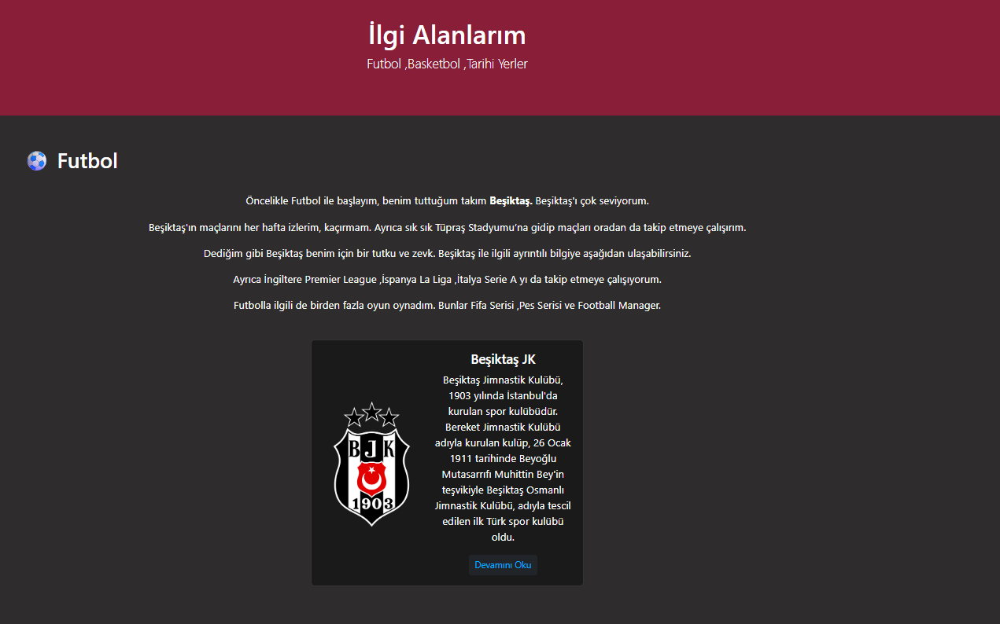 İlgi Alanlarım
Futbol ,Basketbol ,Tarihi Yerler
Futbol
Öncelikle Futbol ile başlayım, benim tuttuğum takım Beşiktaş. Beşiktaş'ı çok seviyorum.
Beşiktaş'ın maçlarını her hafta izlerim, kaçırmam. Ayrıca sık sık Tüpraş Stadyumu’na gidip maçları oradan da takip etmeye çalışırım.
Dediğim gibi Beşiktaş benim için bir tutku ve zevk. Beşiktaş ile ilgili ayrıntılı bilgiye aşağıdan ulaşabilirsiniz.
Ayrıca İngiltere Premier League ,İspanya La Liga ,İtalya Serie A yı da takip etmeye çalışıyorum.
Futbolla ilgili de birden fazla oyun oynadım. Bunlar Fifa Serisi ,Pes Serisi ve Football Manager.
BJK
1903
Beşiktaş JK
Beşiktaş Jimnastik Kulübü,
1903 yılında İstanbul'da
kurulan spor kulübüdür.
Bereket Jimnastik Kulübü
adıyla kurulan kulüp, 26 Ocak
1911 tarihinde Beyoğlu
Mutasarrıfı Muhittin Bey'in
teşvikiyle Beşiktaş Osmanlı
Jimnastik Kulübü, adıyla tescil
edilen ilk Türk spor kulübü
oldu.
Devamını Oku